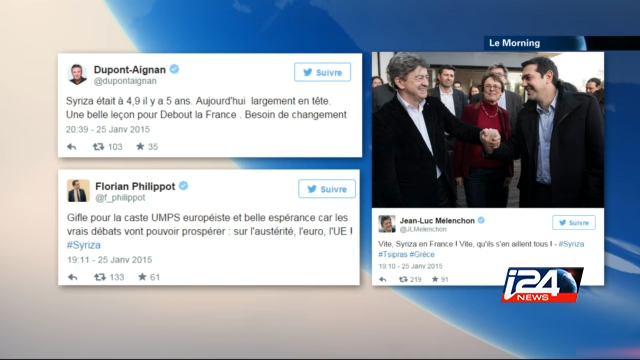 Le Morning
Dupont-Aignan
@dupontaignan
Suivre
Syriza était à 4,9 il y a 5 ans. Aujourd'hui largement en tête.
Une belle leçon pour Debout la France . Besoin de changement
20:39 - 25 Janv 2015
103 35
Florian Philippot
@f_philippot
Suivre
Gifle pour la caste UMPS européiste et belle espérance car les
vrais débats vont pouvoir prospérer : sur l'austérité, l'euro, l'UE !
#Syriza
19:11 - 25 Janv 2015
133 61
Jean-Luc Mélenchon
@JLMelenchon
Suivre
Vite, Syriza en France ! Vite, qu'ils s'en aillent tous ! - #Syriza
#Tsipras #Grèce
19:10 - 25 Janv 2015
219 91
i24
NEWS